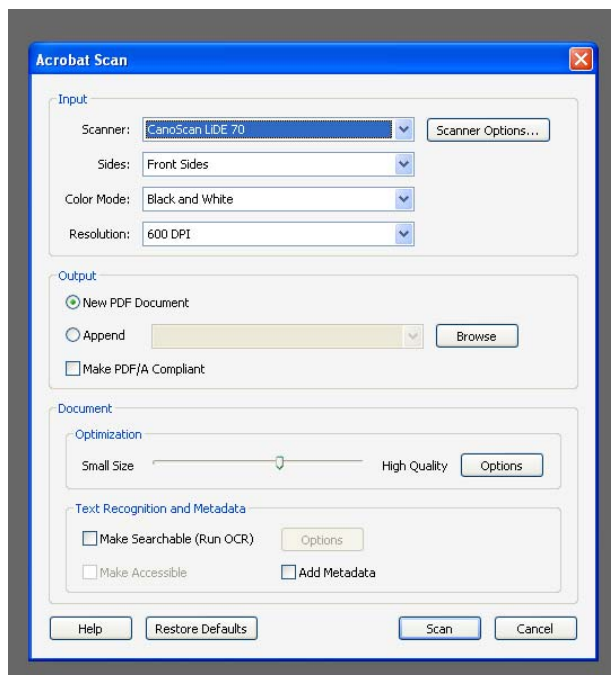 Acrobat Scan
Input
Scanner: CanoScan LiDE 70 Scanner Options...
Sides: Front Sides
Color Mode: Black and White
Resolution: 600 DPI
Output
New PDF Document
Append Browse
Make PDF/A Compliant
Document
Optimization
Small Size High Quality Options
Text Recognition and Metadata
Make Searchable (Run OCR) Options
Make Accessible Add Metadata
Help Restore Defaults Scan Cancel